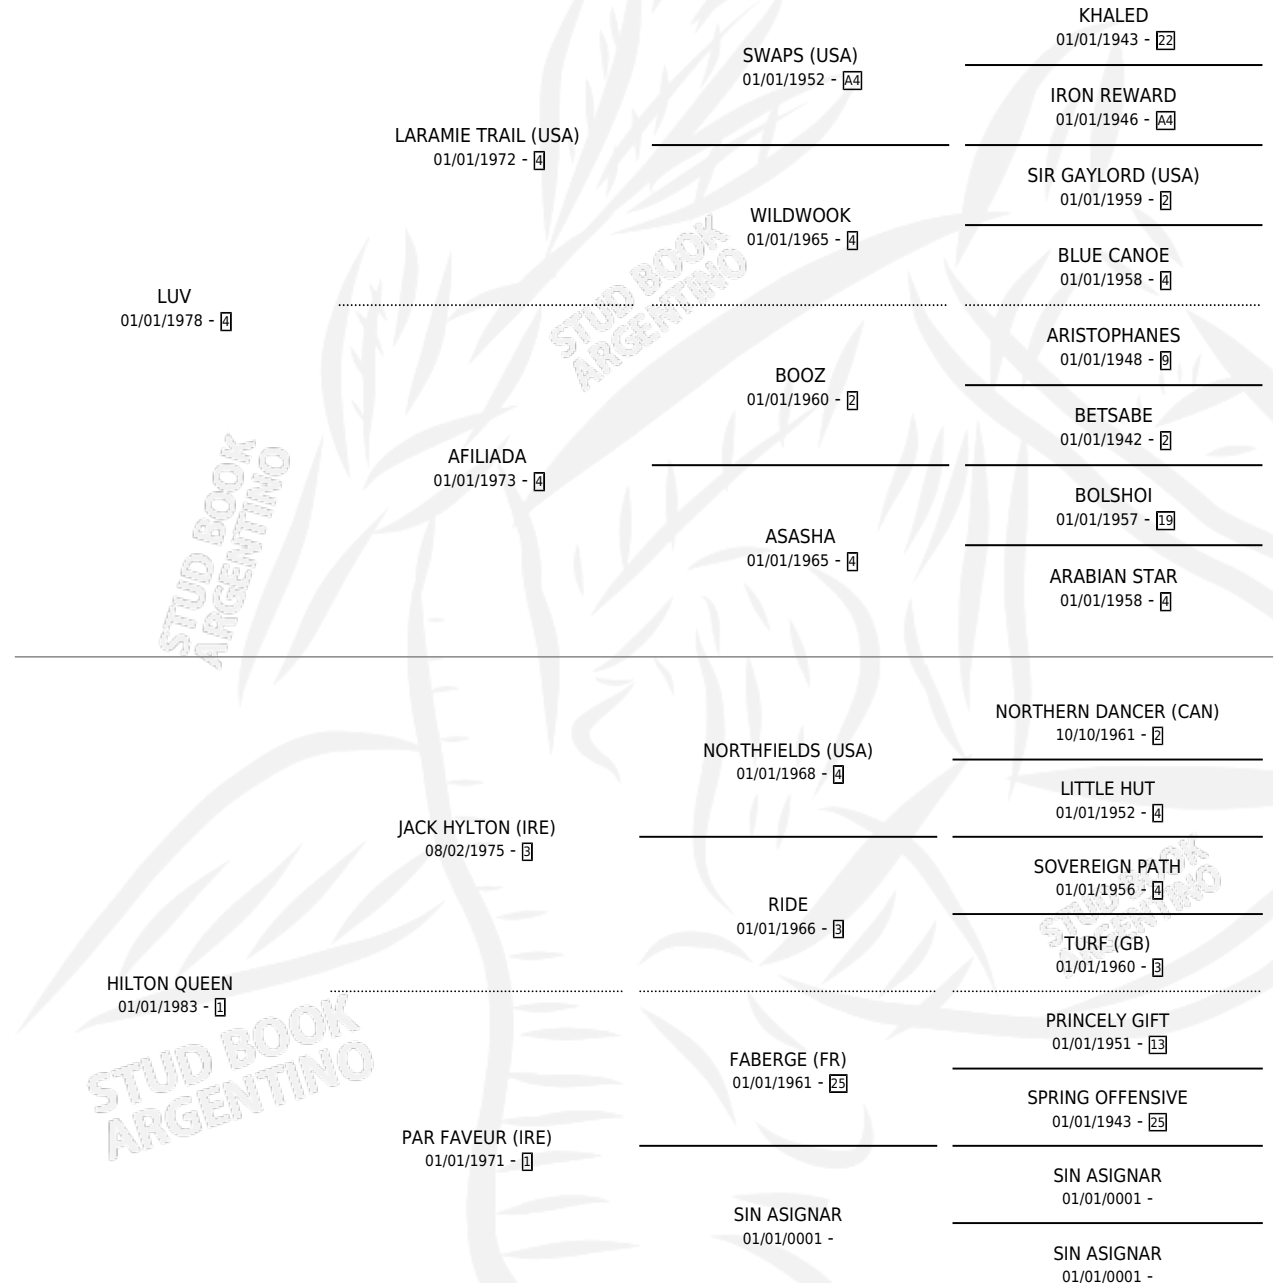 KHALED
01/01/1943 - 22
SWAPS (USA)
01/01/1952 - A4
IRON REWARD
01/01/1946 - A4
LARAMIE TRAIL (USA)
01/01/1972 - 4
SIR GAYLORD (USA)
01/01/1959 - 2
WILDWOOK
01/01/1965 - 4
BLUE CANOE
01/01/1958 - 4
LUV
01/01/1978 - 4
ARISTOPHANES
01/01/1948 - 9
BOOZ
01/01/1960 - 2
BETSABE
01/01/1942 - 2
AFILIADA
01/01/1973 - 4
BOLSHOI
01/01/1957 - 19
ASASHA
01/01/1965 - 4
ARABIAN STAR
01/01/1958 - 4
STUD BOOK
ARGENTINO
STUD BOOK
ARGENTINO
NORTHERN DANCER (CAN)
10/10/1961 - 2
NORTHFIELDS (USA)
01/01/1968 - 4
LITTLE HUT
01/01/1952 - 4
JACK HYLTON (IRE)
08/02/1975 - 3
SOVEREIGN PATH
01/01/1956 - 4
RIDE
01/01/1966 - 3
TURF (GB)
01/01/1960 - 3
HILTON QUEEN
01/01/1983 - 1
PRINCELY GIFT
01/01/1951 - 13
FABERGE (FR)
01/01/1961 - 25
SPRING OFFENSIVE
01/01/1943 - 25
PAR FAVEUR (IRE)
01/01/1971 - 1
SIN ASIGNAR
01/01/0001 -
SIN ASIGNAR
01/01/0001 -
SIN ASIGNAR
01/01/0001 -
STUD BOOK
ARGENTINO
STUD BOOK
ARGENTINO